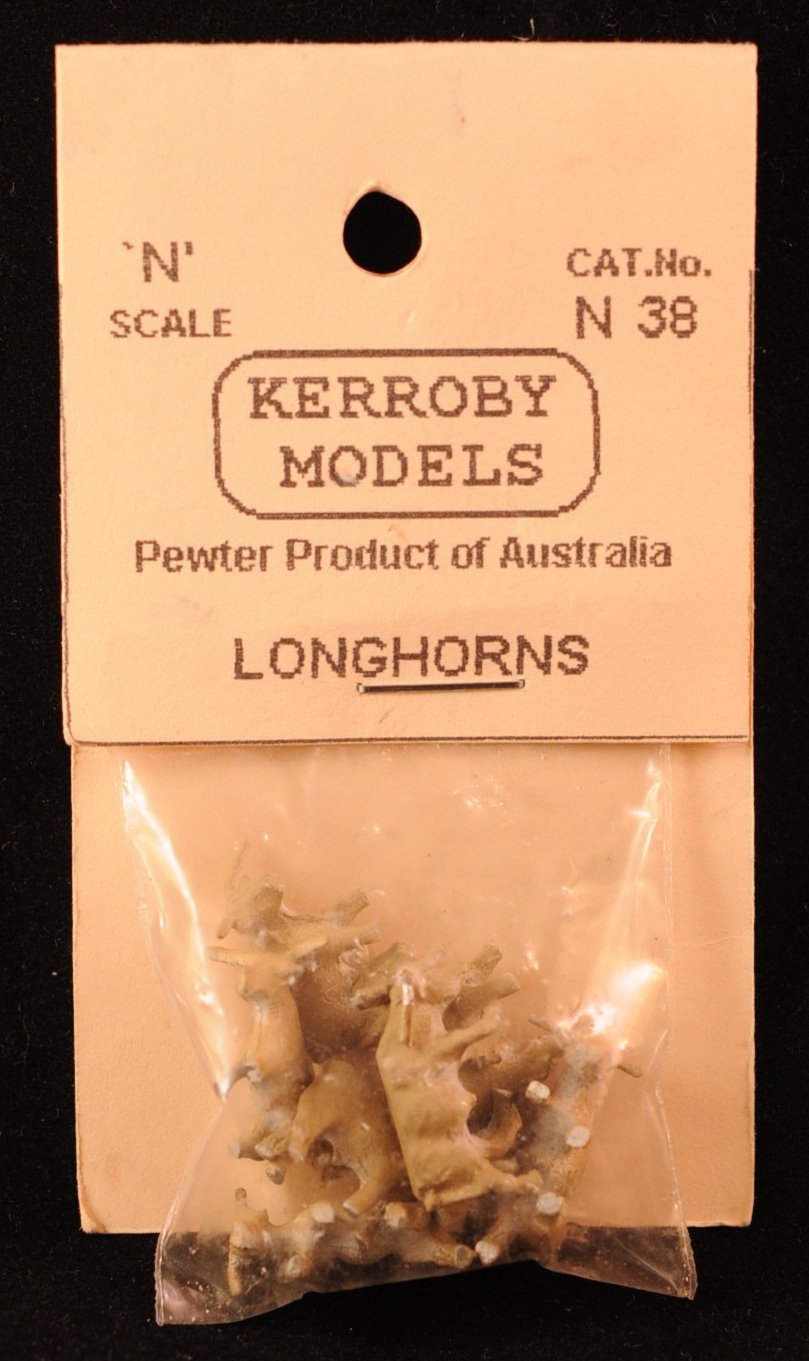 `N'
SCALE
CAT.No.
N 38
KERROBY
MODELS
Pewter Product of Australia
LONGHORNS